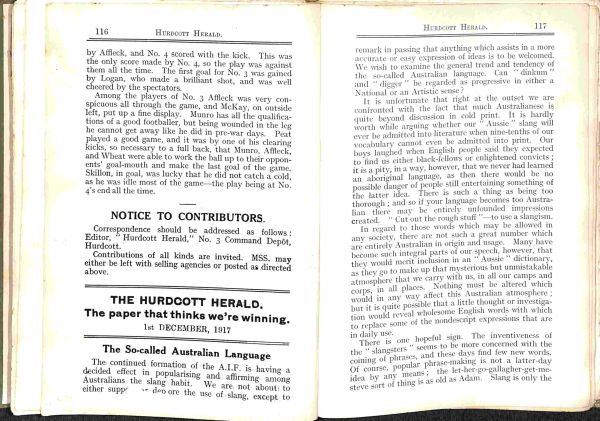 116
HURDCOTT HERALD.
by Affleck, and No. 4 scored with the kick. This was
the only score made by No. 4, so the play was against
them all the time. The first goal for No. 3 was gained
by Logan, who made a brilliant shot, and was well
cheered by the spectators.
Among the players of No. 3 Affleck was very con-
spicuous all through the game, and McKay, on outside
left, put up a fine display. Munro has all the qualifica-
tions of a good footballer, but being wounded in the leg
he cannot get away like he did in pre-war days. Peat
played a good game, and it was by one of his clearing
kicks, so necessary to a full back, that Munro, Affleck,
and Wheat were able to work the ball up to their oppon-
ents' goal-mouth and make the last goal of the game.
Skillon, in goal, was lucky that he did not catch a cold,
as he was idle most of the game—the play being at No.
4's end all the time.
NOTICE TO CONTRIBUTORS.
Correspondence should be addressed as follows:
Editor, "Hurdcott Herald," No. 3 Command Depôt,
Hurdcott.
Contributions of all kinds are invited. MSS. may
either be left with selling agencies or posted as directed
above.
THE HURDCOTT HERALD.
The paper that thinks we're winning.
1st DECEMBER, 1917
The So-called Australian Language
The continued formation of the A.I.F. is having a
decided effect in popularising and affirming among
Australians the slang habit. We are not about to
either supp or deplore the use of slang, except to
HURDCOTT HERALD.
117
remark in passing that anything which assists in a more
accurate or easy expression of ideas is to be welcomed.
We wish to examine the general trend and tendency of
the so-called Australian language. Can "dinkum"
and "digger" be regarded as progressive in either a
National or an Artistic sense?
It is unfortunate that right at the outset we are
confronted with the fact that much Australianese is
quite beyond discussion in cold print. It is hardly
worth while arguing whether our "Aussie" slang will
ever be admitted into literature when nine-tenths of our
vocabulary cannot even be admitted into print. Our
boys laughed when English people said they expected
to find us either black-fellows or enlightened convicts;
it is a pity, in a way, however, that we never had learned
an aboriginal language, as then there would be no
possible danger of people still entertaining something of
the latter idea. There is such a thing as being too
thorough; and so if your language becomes too Austra-
lian there may be entirely unfounded impressions
created. "Cut out the rough stuff"—to use a slangism.
In regard to those words which may be allowed in
any society, there are not such a great number which
are entirely Australian in origin and usage. Many have
become such integral parts of our speech, however, that
they would merit inclusion in an "Aussie" dictionary,
as they go to make up that mysterious but unmistakable
atmosphere that we carry with us, in all our camps and
corps, in all places. Nothing must be altered which
would in any way affect this Australian atmosphere;
but it is quite possible that a little thought or investiga-
tion would reveal wholesome English words with which
to replace some of the nondescript expressions that are
in daily use.
There is one hopeful sign. The inventiveness of
the "slangsters" seems to be more concerned with the
coining of phrases, and these days find few new words.
Of course, popular phrase-making is not a latter-day
idea by any means; the let-her-go-gallagher-get-me-
steve sort of thing is as old as Adam. Slang is only the